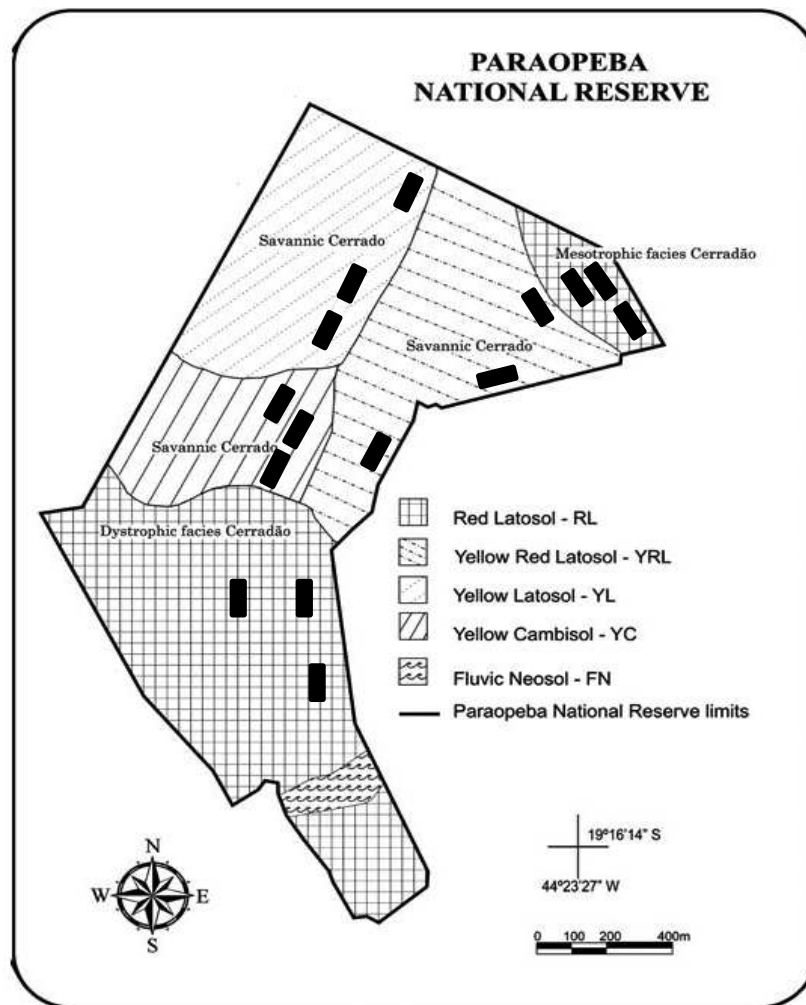 PARAOPEBA
NATIONAL RESERVE
Savannic Cerrado
Mesotrophic facies Cerradão
Savannic Cerrado
Savannic Cerrado
Dystrophic facies Cerradão
Red Latosol - RL
Yellow Red Latosol - YRL
Yellow Latosol - YL
Yellow Cambisol - YC
Fluvic Neosol - FN
Paraopeba National Reserve limits
N
W E
S
19º16'14" S
44º23'27" W
0 100 200 400m